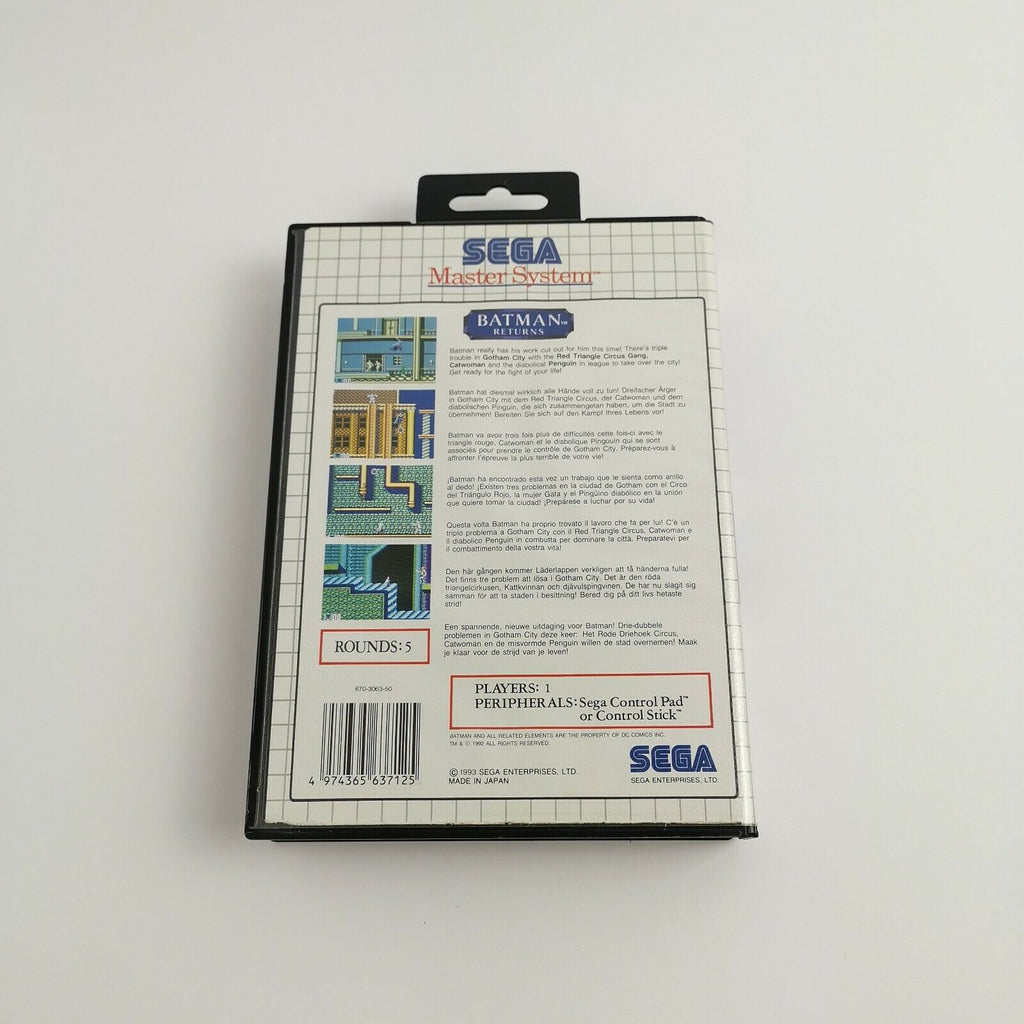 SEGA
Master System™
BATMAN™
RETURNS
Batman really has his work cut out for him this time! There's triple
trouble in Gotham City with the Red Triangle Circus Gang,
Catwoman and the diabolical Penguin in league to take over the city!
Get ready for the fight of your life!
Batman hat diesmal wirklich alle Hände voll zu tun! Dreifacher Ärger
in Gotham City mit dem Red Triangle Circus, der Catwoman und dem
diabolischen Pinguin, die sich zusammengetan haben, um die Stadt zu
übernehmen! Bereiten Sie sich auf den Kampf Ihres Lebens vor!
Batman va avoir trois fois plus de difficultés cette fois-ci avec le
triangle rouge, Catwoman et le diabolique Pingouin qui se sont
associés pour prendre le contrôle de Gotham City. Préparez-vous à
affronter l'épreuve la plus terrible de votre vie!
¡Batman ha encontrado esta vez un trabajo que le sienta como anillo
al dedo! ¡Existen tres problemas en la ciudad de Gotham con el Circo
del Triángulo Rojo, la mujer Gata y el Pingüino diabólico en la unión
que quiere tomar la ciudad! ¡Prepárese a luchar por su vida!
Questa volta Batman ha proprio trovato il lavoro che fa per lui! C'è un
triplo problema a Gotham City con il Red Triangle Circus, Catwoman e
il diabolico Penguin in combutta per dominare la città. Preparatevi per
il combattimento della vostra vita!
Den här gången kommer Läderlappen verkligen att få händerna fulla!
Det finns tre problem att lösa i Gotham City. Det är den röda
triangelcirkusen, Kattkvinnan och djävulspingvinen. De har nu slagit sig
samman för att ta staden i besittning! Bered dig på ditt livs hetaste
strid!
Een spannende, nieuwe uitdaging voor Batman! Drie-dubbele
problemen in Gotham City deze keer: Het Rode Driehoek Circus,
Catwoman en de misvormde Penguin willen de stad overnemen! Maak
je klaar voor de strijd van je leven!
ROUNDS: 5
670-3063-50
4 974365 637125
PLAYERS: 1
PERIPHERALS: Sega Control Pad™
or Control Stick™
BATMAN AND ALL RELATED ELEMENTS ARE THE PROPERTY OF DC COMICS INC.
TM & © 1992 ALL RIGHTS RESERVED.
© 1993 SEGA ENTERPRISES, LTD.
MADE IN JAPAN
SEGA
SEGA ENTERPRISES, LTD.